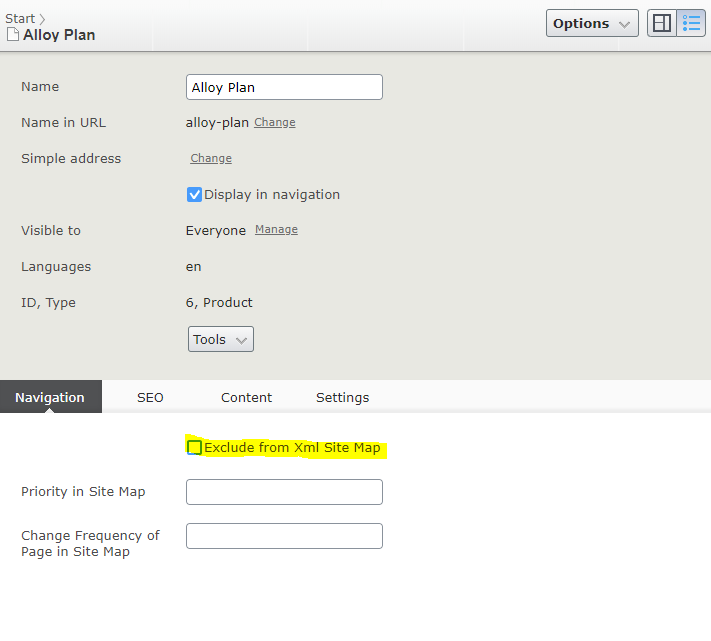 Start
Alloy Plan
Options
Name
Alloy Plan
Name in URL
alloy-plan Change
Simple address
Change
Display in navigation
Visible to
Everyone Manage
Languages
en
ID, Type
6, Product
Tools
Navigation SEO Content Settings
Exclude from Xml Site Map
Priority in Site Map
Change Frequency of
Page in Site Map